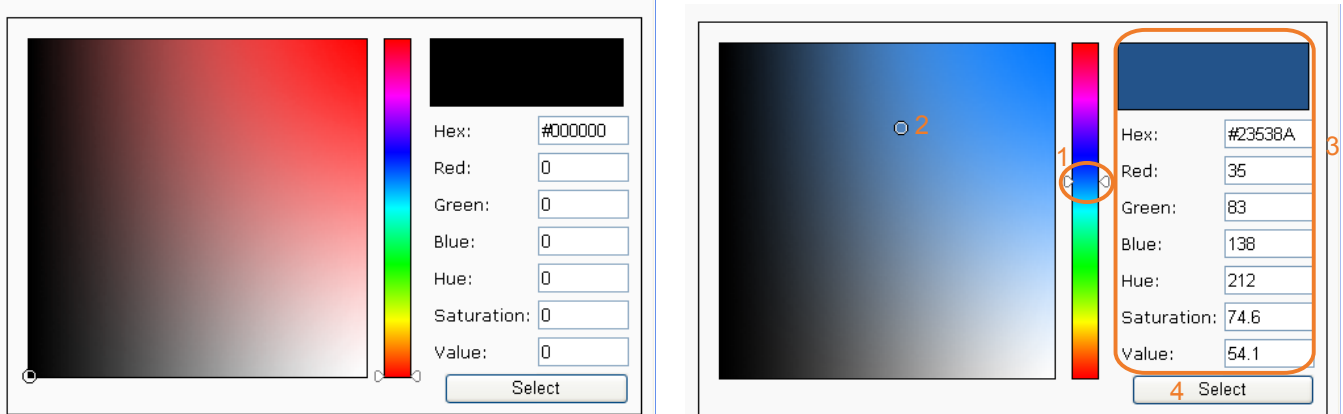 Hex: #000000
Red: 0
Green: 0
Blue: 0
Hue: 0
Saturation: 0
Value: 0
Select
2
1
3
Hex: #23538A
Red: 35
Green: 83
Blue: 138
Hue: 212
Saturation: 74.6
Value: 54.1
4 Select